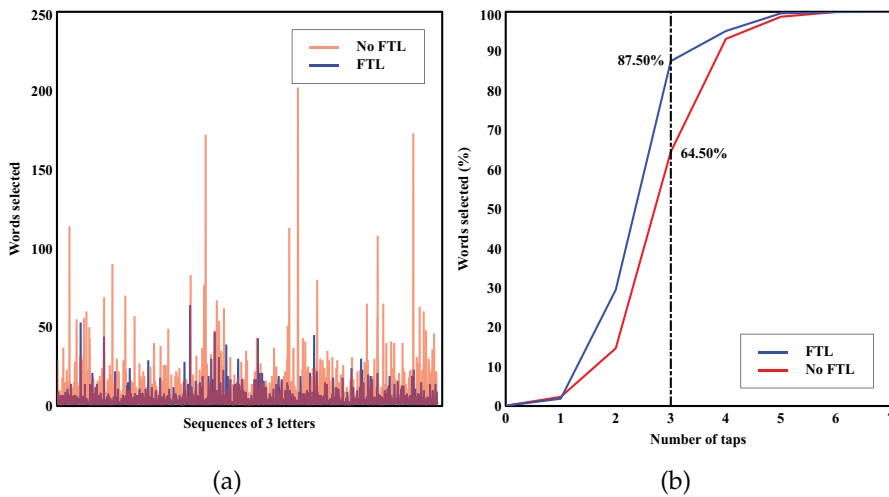 250
200
150
100
50
00
Words selected
No FTL
FTL
Sequences of 3 letters
(a)
100
90
80
70
60
50
40
30
20
10
0
Words selected (%)
87.50%
64.50%
FTL
No FTL
0 1 2 3 4 5 6 7
Number of taps
(b)